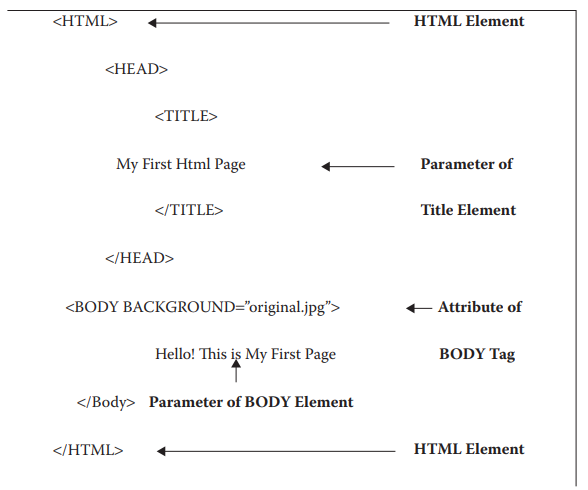 <HTML> HTML Element
<HEAD>
<TITLE>
My First Html Page Parameter of
</TITLE> Title Element
</HEAD>
<BODY BACKGROUND=”original.jpg”> Attribute of
Hello! This is My First Page BODY Tag
</Body> Parameter of BODY Element
</HTML> HTML Element